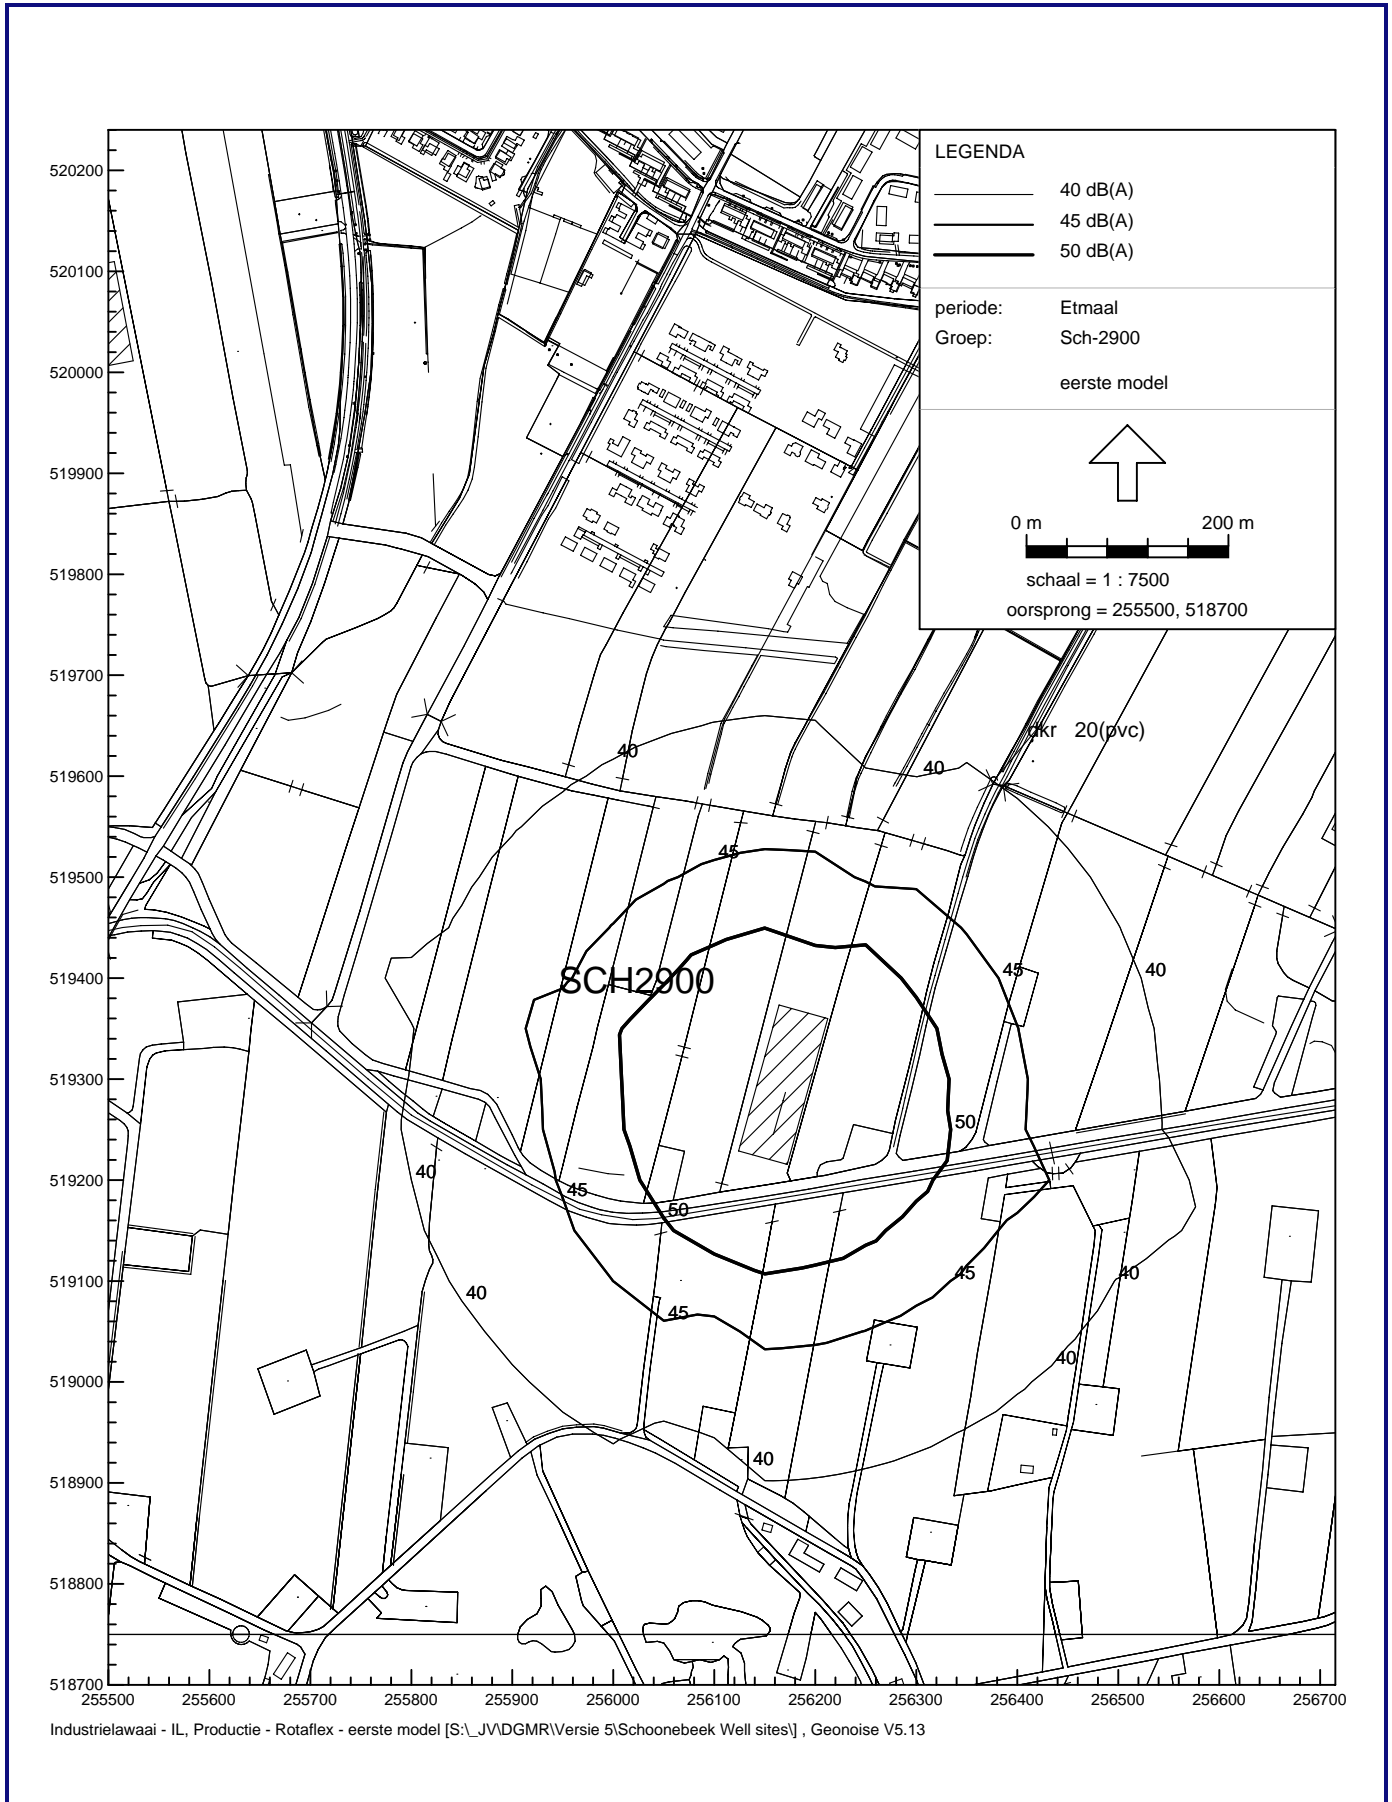 LEGENDA
40 dB(A)
45 dB(A)
50 dB(A)
periode: Etmaal
Groep: Sch-2900
eerste model
0 m 200 m
schaal = 1 : 7500
oorsprong = 255500, 518700
520200
520100
520000
519900
519800
519700
519600
519500
519400
519300
519200
519100
519000
518900
518800
518700
dkr 20(pvc)
40
40
45
SCH2900
45
40
50
40
45
50
45
40
40
45
40
40
255500 255600 255700 255800 255900 256000 256100 256200 256300 256400 256500 256600 256700
Industrielawaai - IL, Productie - Rotaflex - eerste model [S:\_JV\DGMR\Versie 5\Schoonebeek Well sites\] , Geonoise V5.13